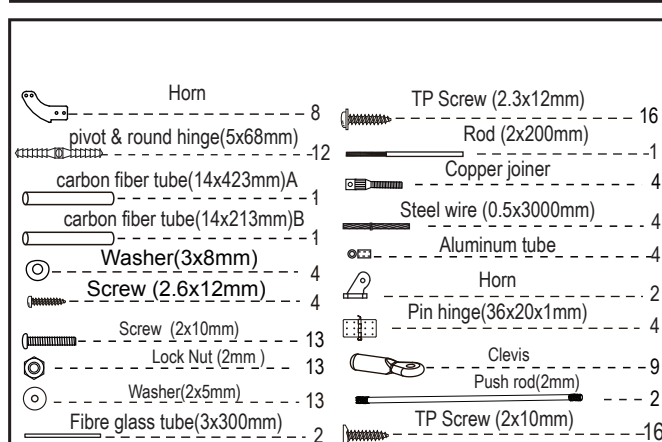 Horn 8
pivot & round hinge(5x68mm) 12
carbon fiber tube(14x423mm)A 1
carbon fiber tube(14x213mm)B 1
Washer(3x8mm) 4
Screw (2.6x12mm) 4
Screw (2x10mm) 13
Lock Nut (2mm ) 13
Washer(2x5mm) 13
Fibre glass tube(3x300mm) 2
TP Screw (2.3x12mm) 16
Rod (2x200mm) 1
Copper joiner 4
Steel wire (0.5x3000mm) 4
Aluminum tube 4
Horn 2
Pin hinge(36x20x1mm) 4
Clevis 9
Push rod(2mm) 2
TP Screw (2x10mm) 16